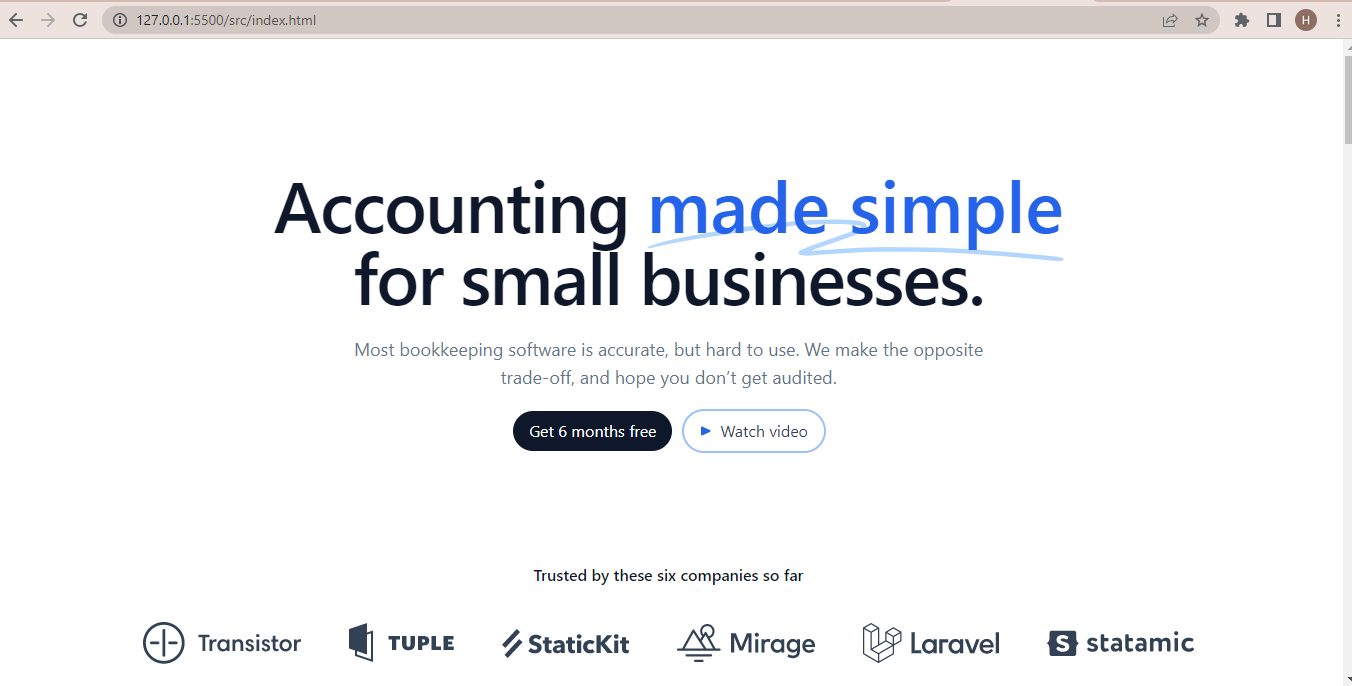 127.0.0.1:5500/src/index.html
H
Accounting made simple
for small businesses.
Most bookkeeping software is accurate, but hard to use. We make the opposite
trade-off, and hope you don’t get audited.
Get 6 months free
Watch video
Trusted by these six companies so far
Transistor
TUPLE
StaticKit
Mirage
Laravel
S statamic